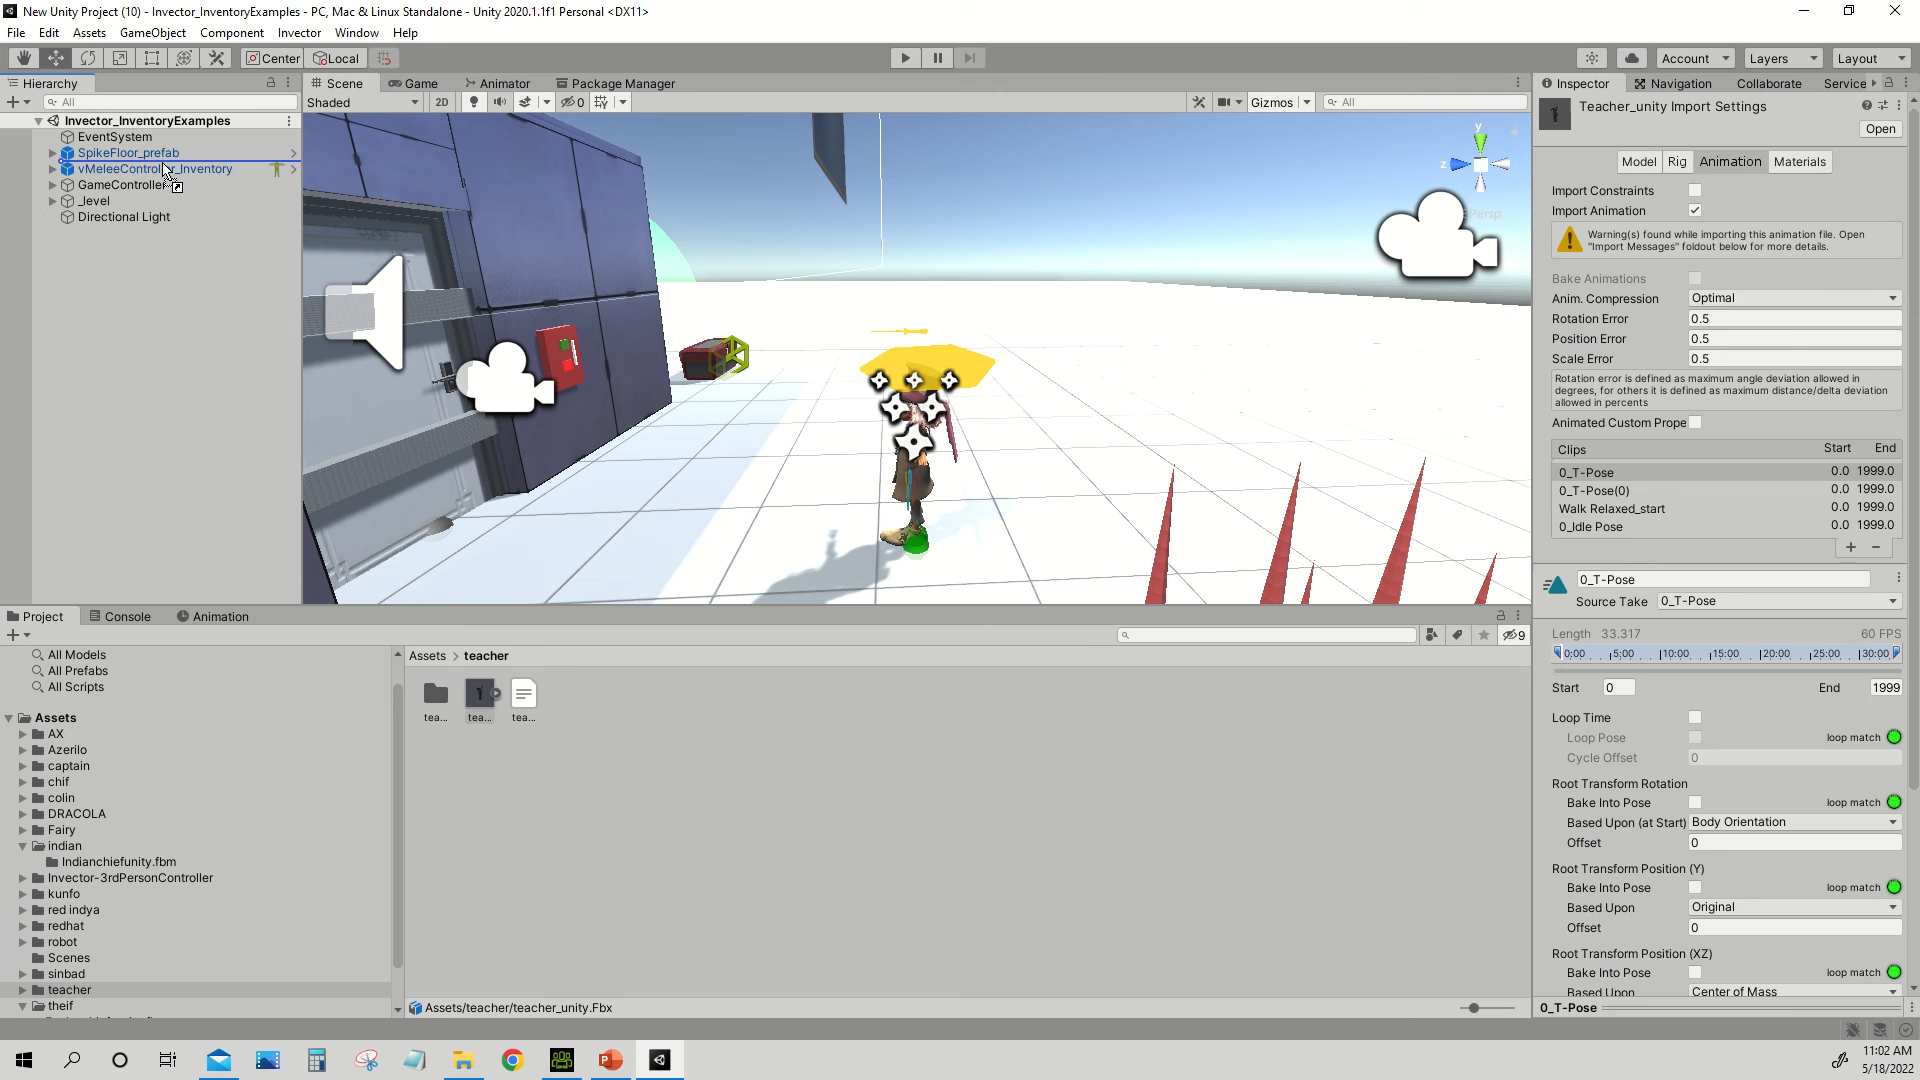 New Unity Project (10) - Invector_InventoryExamples - PC, Mac & Linux Standalone - Unity 2020.1.1f1 Personal <DX11>
File Edit Assets GameObject Component Invector Window Help
Center Local Account Layers Layout
Hierarchy Scene Game Animator Package Manager Inspector Navigation Collaborate Service
All Shaded 2D 0 Gizmos All
Teacher_unity Import Settings
Open
Invector_InventoryExamples
EventSystem
SpikeFloor_prefab
vMeleeController_Inventory
GameController
_level
Directional Light
y
z
Persp
Model Rig Animation Materials
Import Constraints
Import Animation
Warning(s) found while importing this animation file. Open
"Import Messages" foldout below for more details.
Bake Animations
Anim. Compression Optimal
Rotation Error 0.5
Position Error 0.5
Scale Error 0.5
Rotation error is defined as maximum angle deviation allowed in
degrees, for others it is defined as maximum distance/delta deviation
allowed in percents
Animated Custom Prope
Clips Start End
0_T-Pose 0.0 1999.0
0_T-Pose(0) 0.0 1999.0
Walk Relaxed_start 0.0 1999.0
0_Idle Pose 0.0 1999.0
0_T-Pose
Source Take 0_T-Pose
Length 33.317 60 FPS
0:00 5:00 10:00 15:00 20:00 25:00 30:00
Start 0 End 1999
Loop Time
Loop Pose loop match
Cycle Offset 0
Root Transform Rotation
Bake Into Pose loop match
Based Upon (at Start) Body Orientation
Offset 0
Root Transform Position (Y)
Bake Into Pose loop match
Based Upon Original
Offset 0
Root Transform Position (XZ)
Bake Into Pose loop match
Based Upon Center of Mass
0_T-Pose
Project Console Animation
9
All Models
All Prefabs
All Scripts
Assets
AX
Azerilo
captain
chif
colin
DRACOLA
Fairy
indian
Indianchiefunity.fbm
Invector-3rdPersonController
kunfo
red indya
redhat
robot
Scenes
sinbad
teacher
theif
Assets > teacher
tea... tea... tea...
Assets/teacher/teacher_unity.Fbx
11:02 AM
5/18/2022